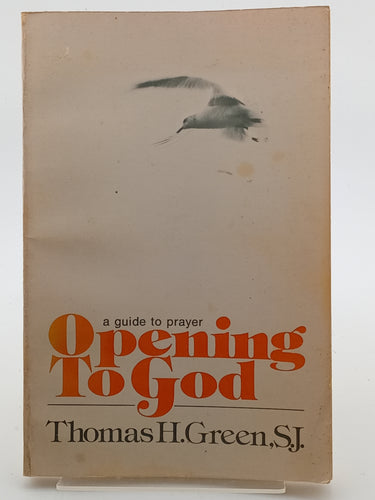 a guide to prayer
Opening
To God
Thomas H. Green, S.J.